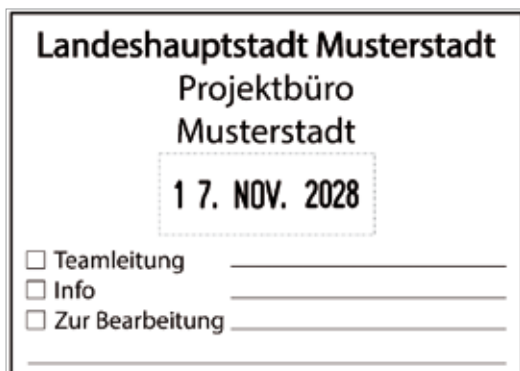 Landeshauptstadt Musterstadt
Projektbüro
Musterstadt
1 7. NOV. 2028
☐ Teamleitung
☐ Info
☐ Zur Bearbeitung